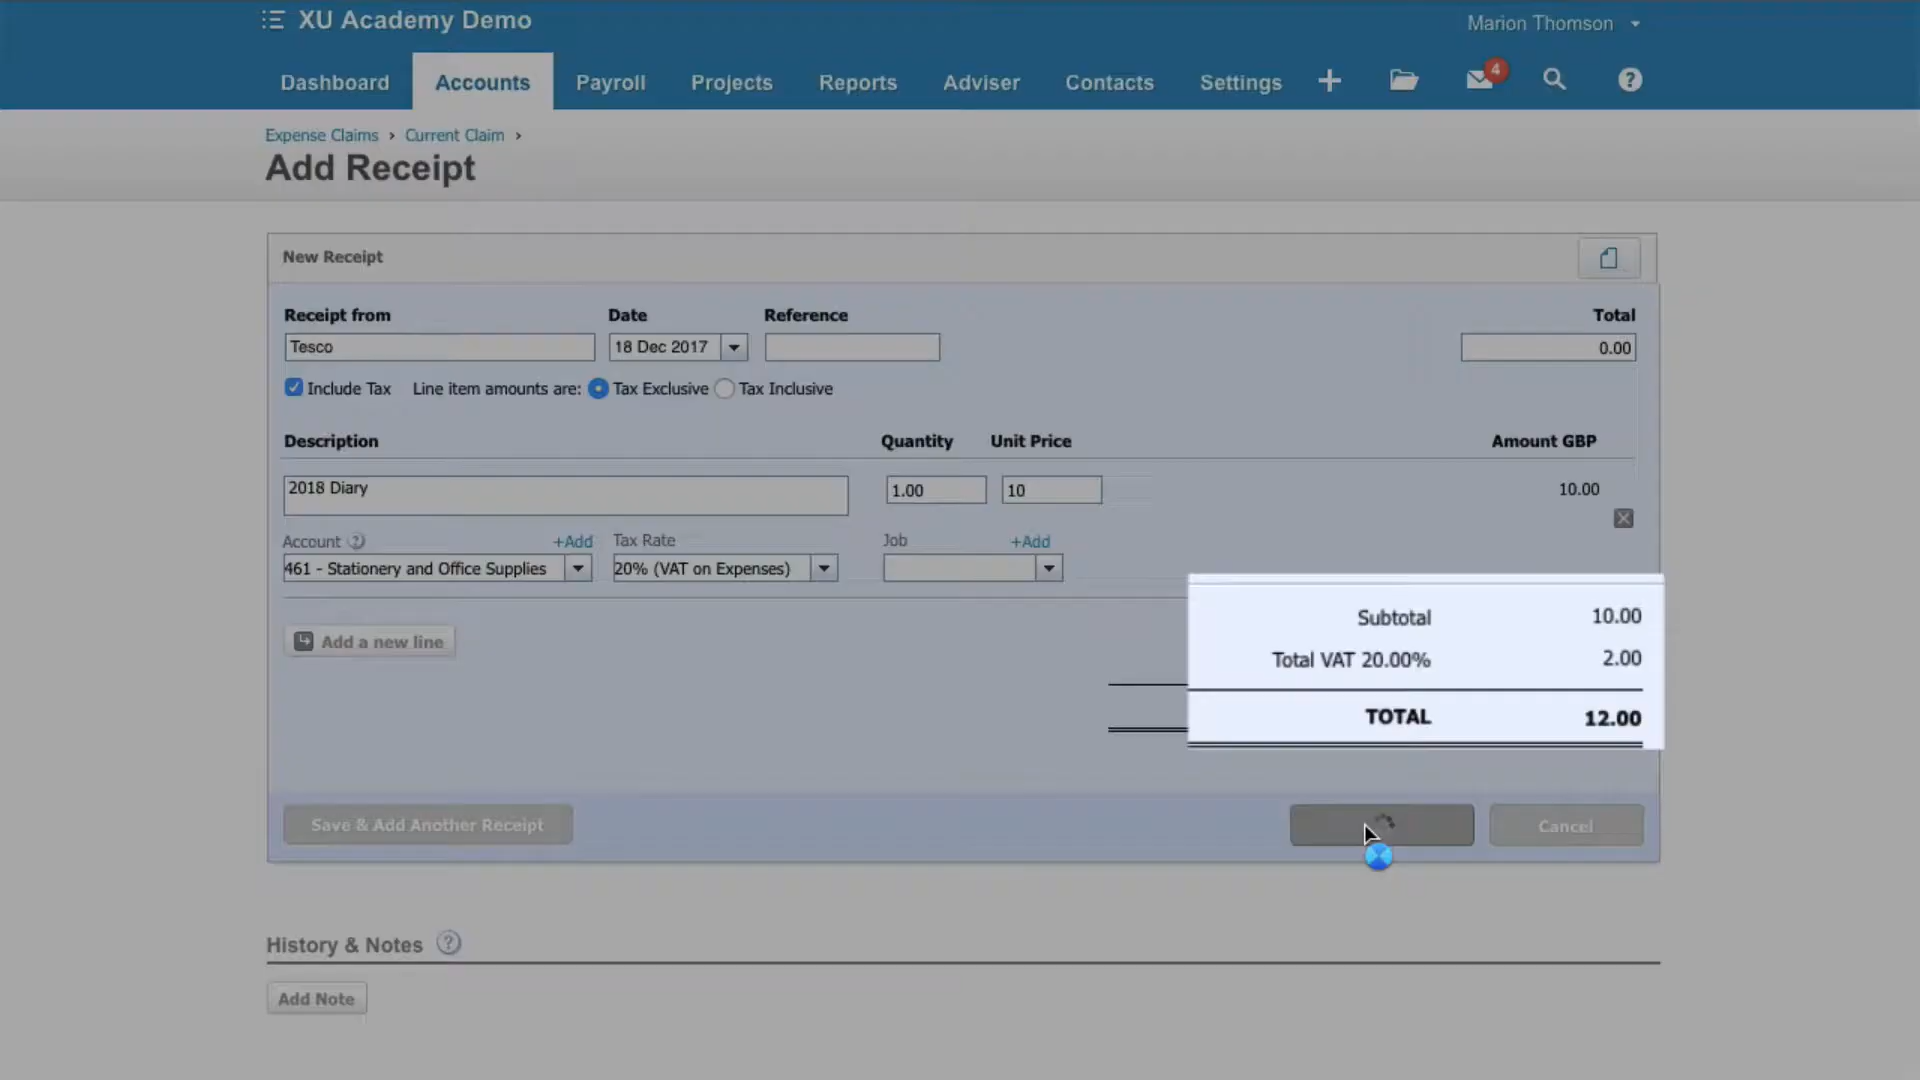 XU Academy Demo
Marion Thomson
Dashboard Accounts Payroll Projects Reports Adviser Contacts Settings 4 ?
Expense Claims › Current Claim ›
Add Receipt
New Receipt
Receipt from Date Reference Total
Tesco 18 Dec 2017 0.00
Include Tax Line item amounts are: Tax Exclusive Tax Inclusive
Description Quantity Unit Price Amount GBP
2018 Diary 1.00 10 10.00
Account ? +Add Tax Rate Job +Add
461 - Stationery and Office Supplies 20% (VAT on Expenses)
Subtotal 10.00
Add a new line
Total VAT 20.00% 2.00
TOTAL 12.00
Save & Add Another Receipt Cancel
History & Notes ?
Add Note